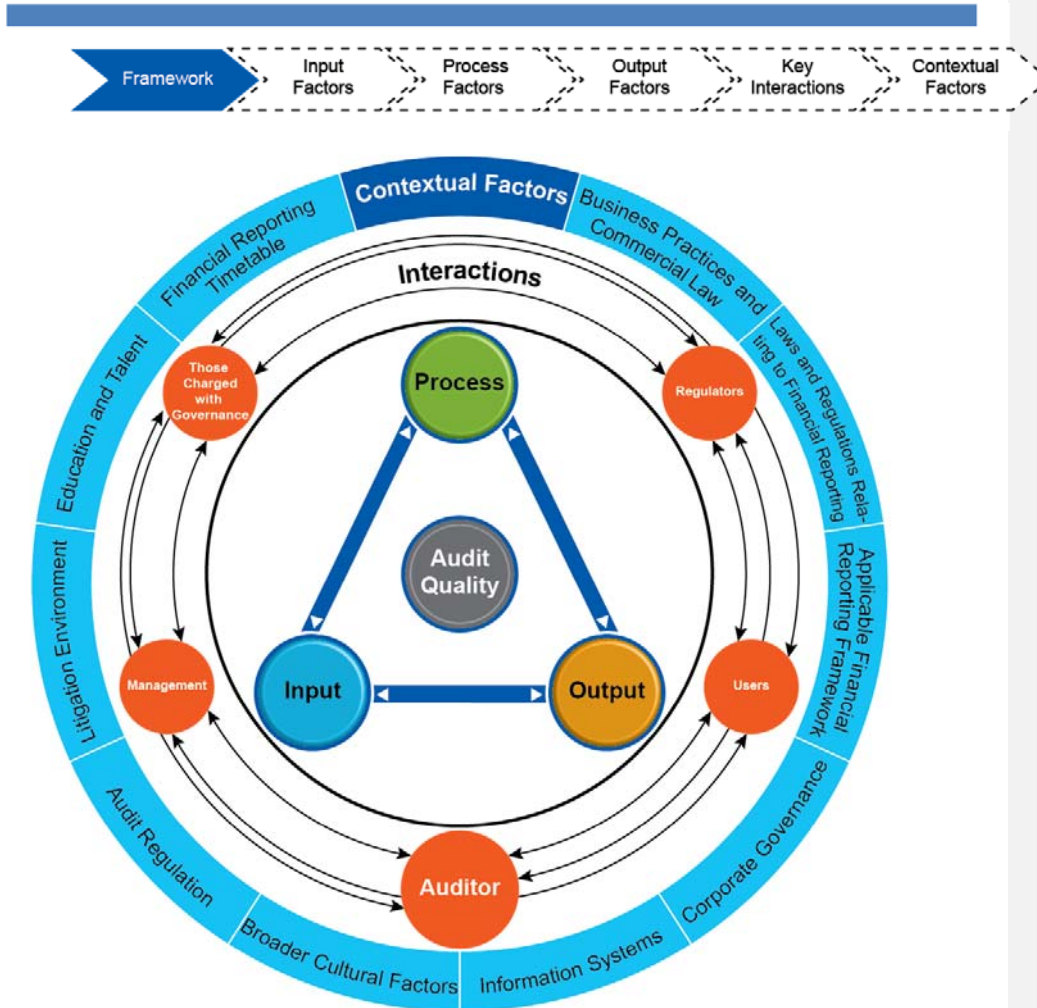 Framework
Input
Factors
Process
Factors
Output
Factors
Key
Interactions
Contextual
Factors
Contextual Factors
Business Practices and
Commercial Law
Laws and Regulations Rela-
ting to Financial Reporting
Applicable Financial
Reporting Framework
Corporate Governance
Information Systems
Broader Cultural Factors
Audit Regulation
Litigation Environment
Education and Talent
Financial Reporting
Timetable
Interactions
Those
Charged
with
Governance
Regulators
Process
Audit
Quality
Management
Input
Output
Users
Auditor